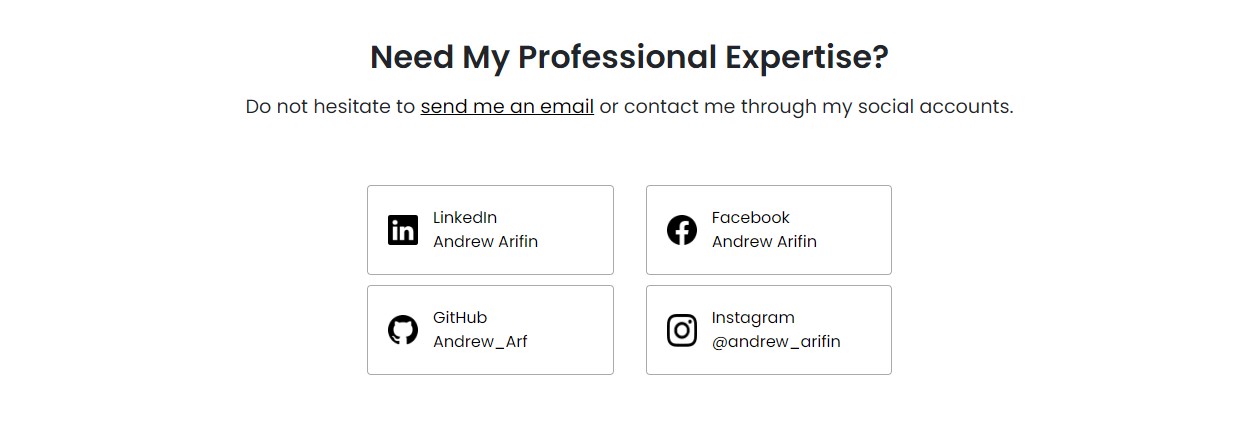 Need My Professional Expertise?
Do not hesitate to send me an email or contact me through my social accounts.
LinkedIn
Andrew Arifin
Facebook
Andrew Arifin
GitHub
Andrew_Arf
Instagram
@andrew_arifin